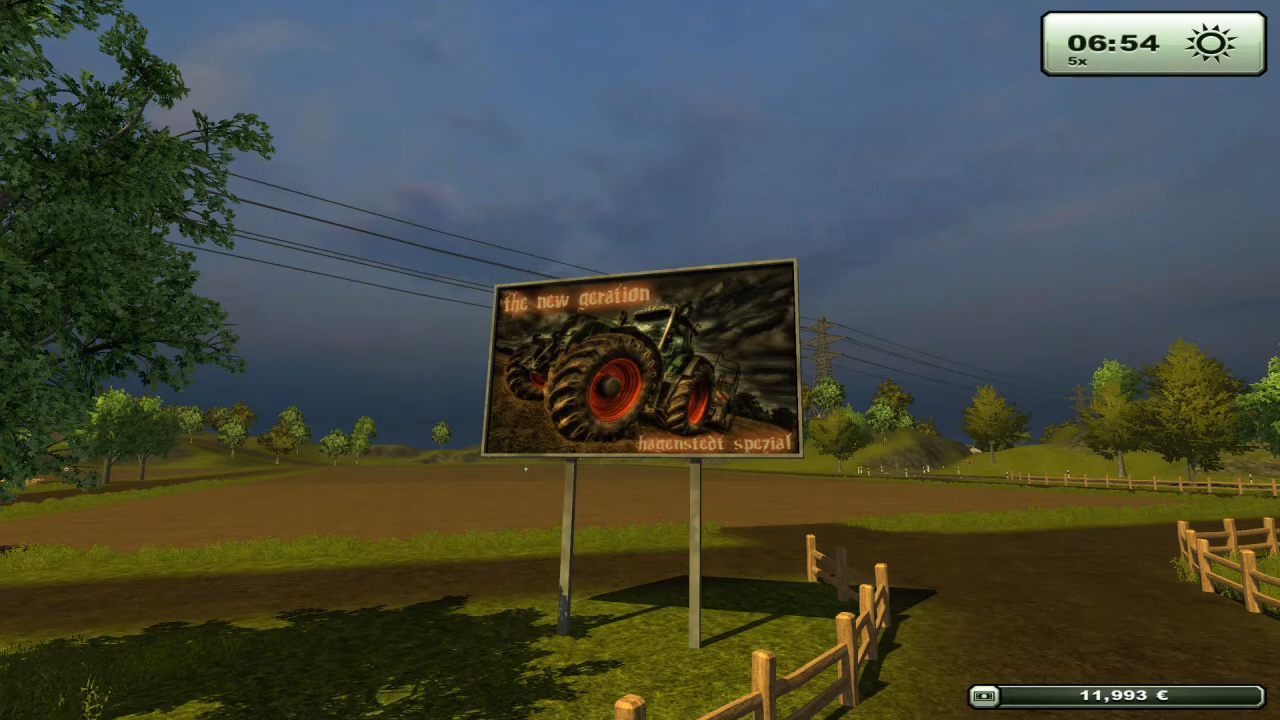 06:54
5x
the new geration
hagenstedt spezial
11,993 €